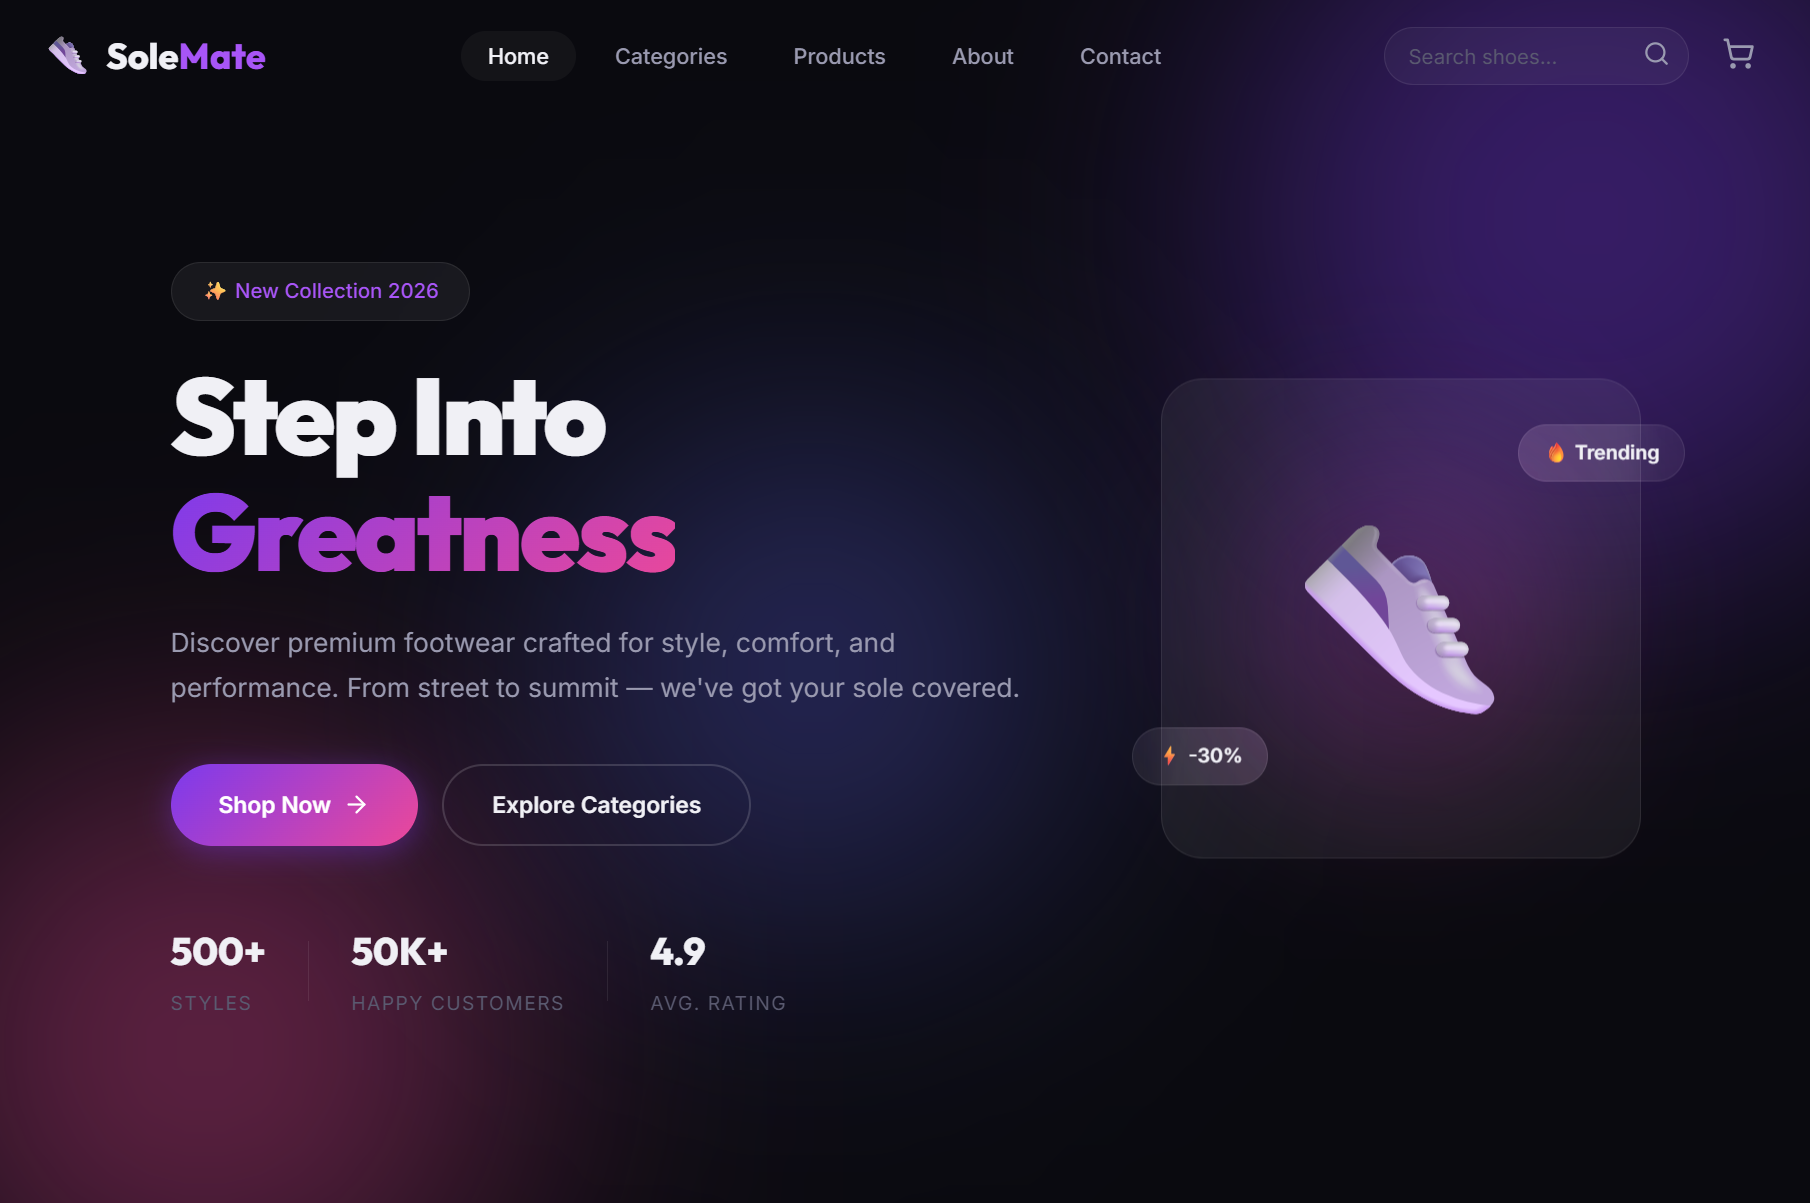 SoleMate
Home
Categories
Products
About
Contact
Search shoes...
✨ New Collection 2026
Step Into
Greatness
Discover premium footwear crafted for style, comfort, and
performance. From street to summit — we've got your sole covered.
Shop Now →
Explore Categories
500+
STYLES
50K+
HAPPY CUSTOMERS
4.9
AVG. RATING
🔥 Trending
⚡ -30%